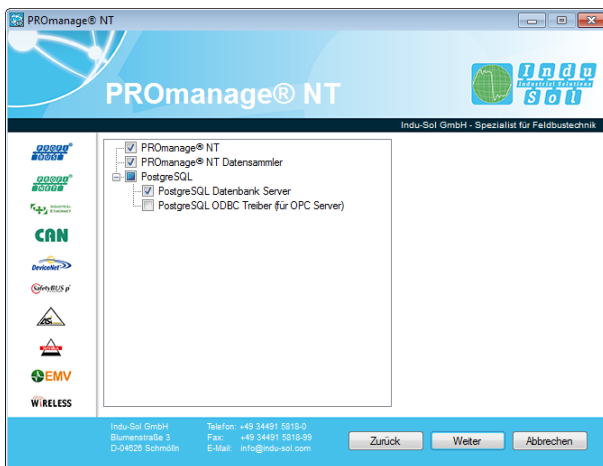 PROmanage® NT
PROmanage® NT
Indu
Industrial Solutions
Sol
Indu-Sol GmbH - Spezialist für Feldbustechnik
CAN
DeviceNet
SafetyBUS p
EMV
WiRELESS
PROmanage® NT
PROmanage® NT Datensammler
PostgreSQL
PostgreSQL Datenbank Server
PostgreSQL ODBC Treiber (für OPC Server)
Indu-Sol GmbH
Blumenstraße 3
D-04626 Schmölln
Telefon: +49 34491 5818-0
Fax: +49 34491 5818-99
E-Mail: info@indu-sol.com
Zurück
Weiter
Abbrechen